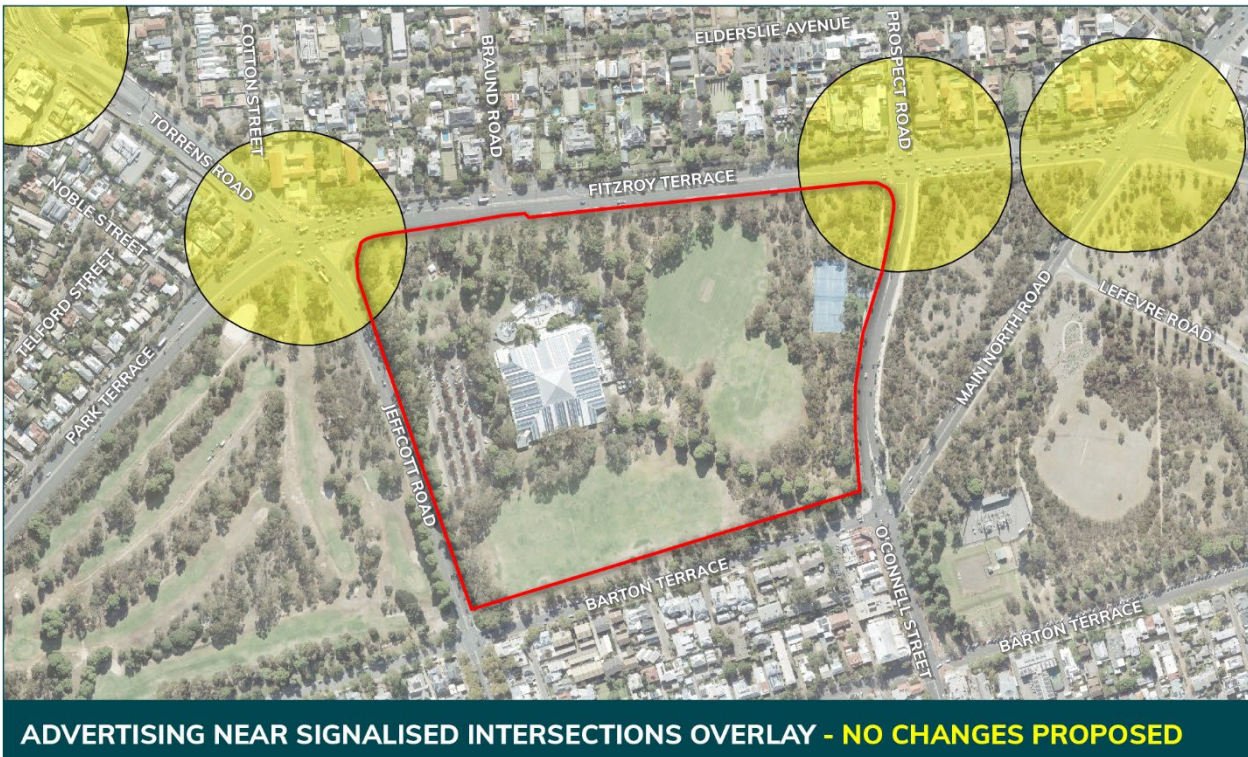 ELDERSLIE AVENUE
PROSPECT ROAD
COTTON STREET
BRAUND ROAD
TORRENS ROAD
FITZROY TERRACE
NOBLE STREET
TELFORD STREET
PARK TERRACE
JEFFCOTT ROAD
MAIN NORTH ROAD
LEFEVRE ROAD
BARTON TERRACE
O'CONNELL STREET
BARTON TERRACE
ADVERTISING NEAR SIGNALISED INTERSECTIONS OVERLAY - NO CHANGES PROPOSED